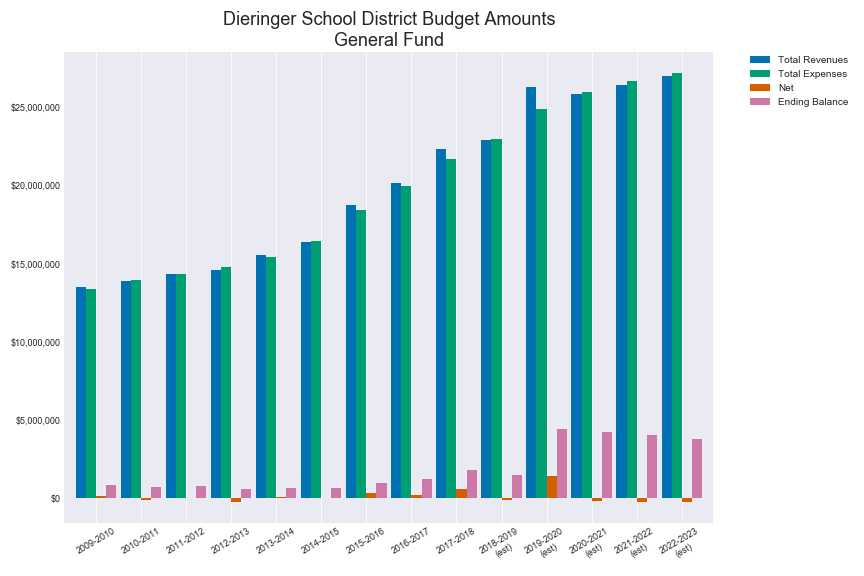 Dieringer School District Budget Amounts
General Fund
Total Revenues
Total Expenses
Net
Ending Balance
$25,000,000
$20,000,000
$15,000,000
$10,000,000
$5,000,000
$0
2009-2010
2010-2011
2011-2012
2012-2013
2013-2014
2014-2015
2015-2016
2016-2017
2017-2018
2018-2019
(est)
2019-2020
(est)
2020-2021
(est)
2021-2022
(est)
2022-2023
(est)